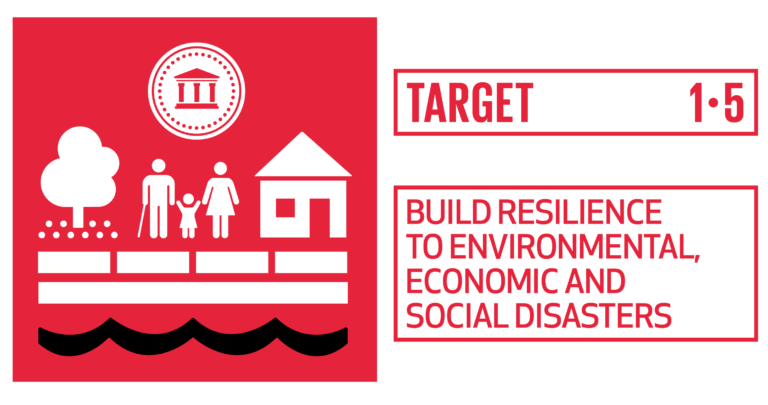 TARGET 1•5
BUILD RESILIENCE
TO ENVIRONMENTAL,
ECONOMIC AND
SOCIAL DISASTERS